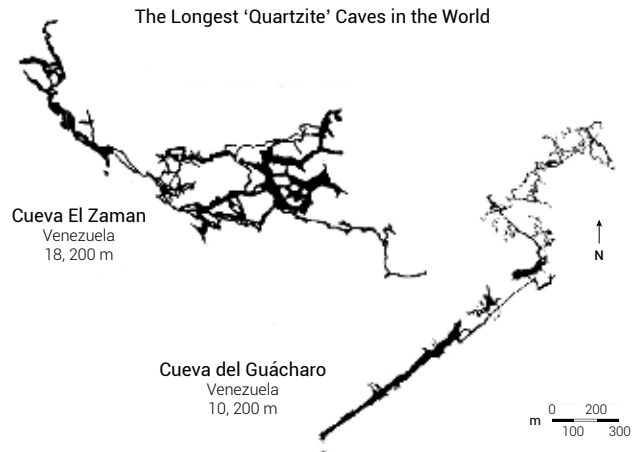 The Longest ‘Quartzite’ Caves in the World
Cueva El Zaman
Venezuela
18, 200 m
N
Cueva del Guácharo
Venezuela
10, 200 m
m
0 200
100 300